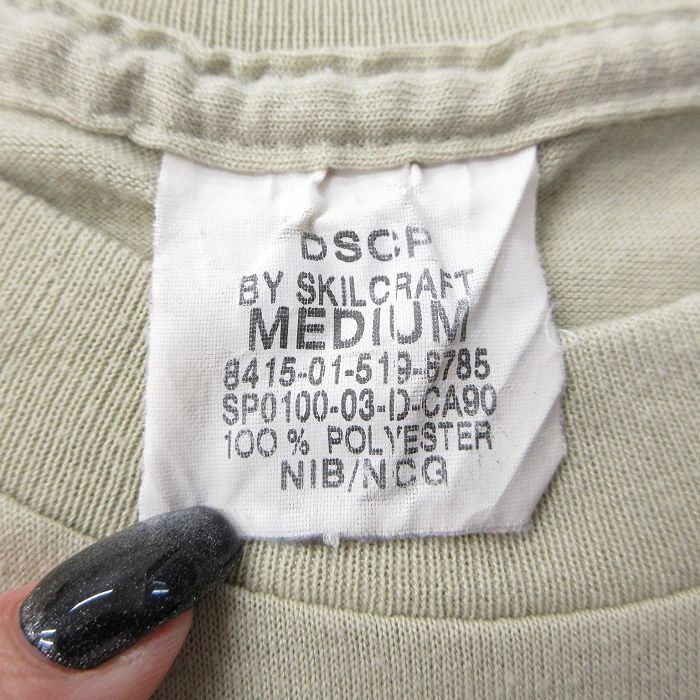 DSCP
BY SKILCRAFT
MEDIUM
8415-01-519-8785
SP0100-03-D-CA90
100% POLYESTER
NIB/NCG